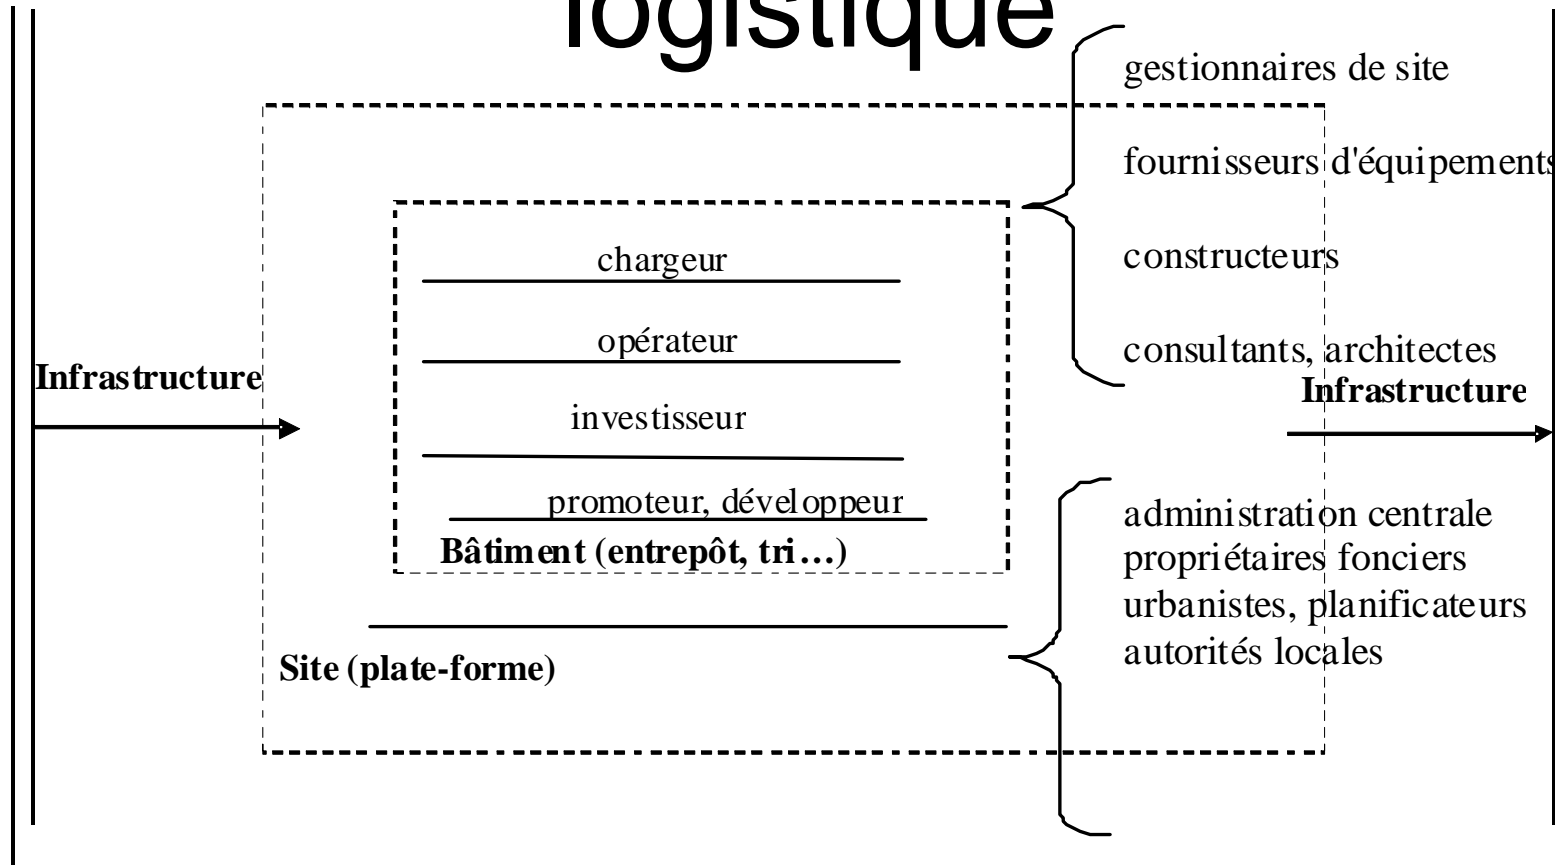 logistique
gestionnaires de site
fournisseurs d'équipements
constructeurs
consultants, architectes
chargeur
opérateur
investisseur
promoteur, développeur
Bâtiment (entrepôt, tri…)
Site (plate-forme)
Infrastructure
Infrastructure
administration centrale
propriétaires fonciers
urbanistes, planificateurs
autorités locales